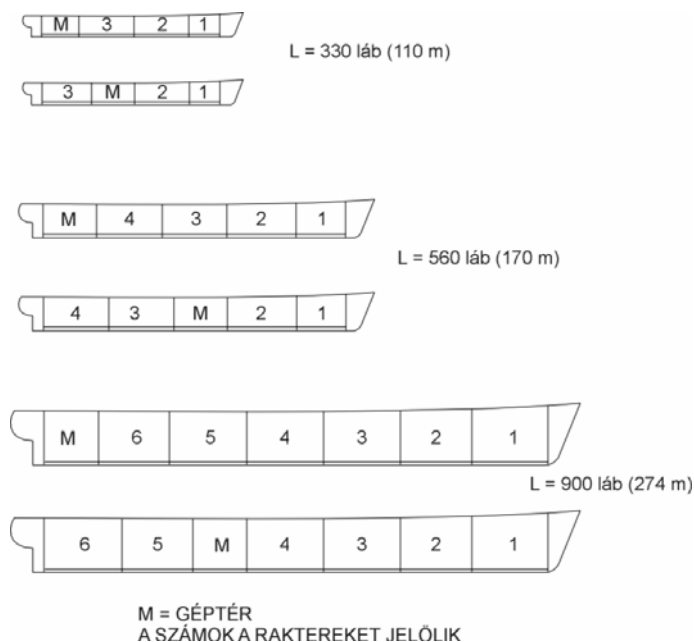 M 3 2 1
L = 330 láb (110 m)
3 M 2 1
M 4 3 2 1
L = 560 láb (170 m)
4 3 M 2 1
M 6 5 4 3 2 1
L = 900 láb (274 m)
6 5 M 4 3 2 1
M = GÉPTÉR
A SZÁMOK A RAKTEREKET JELÖLIK